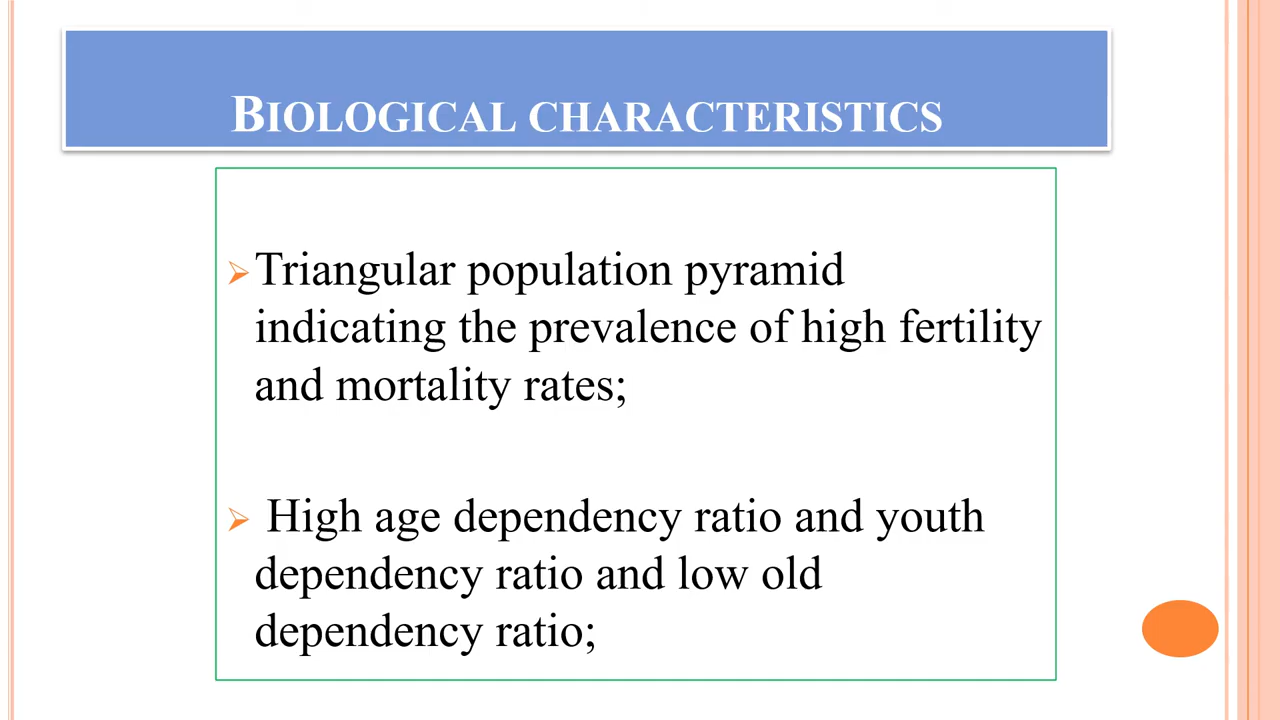 BIOLOGICAL CHARACTERISTICS
➢Triangular population pyramid
indicating the prevalence of high fertility
and mortality rates;
➢ High age dependency ratio and youth
dependency ratio and low old
dependency ratio;